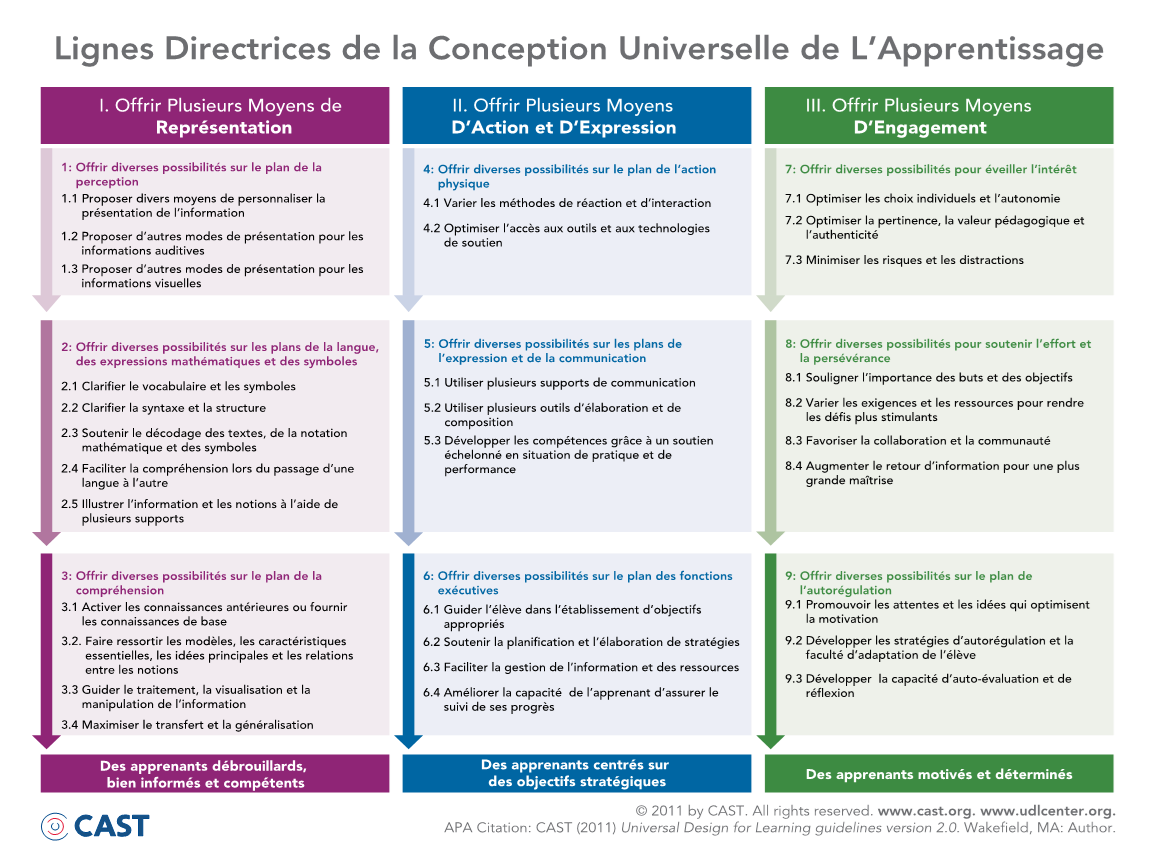 Lignes Directrices de la Conception Universelle de L’Apprentissage
I. Offrir Plusieurs Moyens de
Représentation
1: Offrir diverses possibilités sur le plan de la
perception
1.1 Proposer divers moyens de personnaliser la
présentation de l’information
1.2 Proposer d’autres modes de présentation pour les
informations auditives
1.3 Proposer d’autres modes de présentation pour les
informations visuelles
2: Offrir diverses possibilités sur les plans de la langue,
des expressions mathématiques et des symboles
2.1 Clarifier le vocabulaire et les symboles
2.2 Clarifier la syntaxe et la structure
2.3 Soutenir le décodage des textes, de la notation
mathématique et des symboles
2.4 Faciliter la compréhension lors du passage d’une
langue à l’autre
2.5 Illustrer l’information et les notions à l’aide de
plusieurs supports
3: Offrir diverses possibilités sur le plan de la
compréhension
3.1 Activer les connaissances antérieures ou fournir
les connaissances de base
3.2. Faire ressortir les modèles, les caractéristiques
essentielles, les idées principales et les relations
entre les notions
3.3 Guider le traitement, la visualisation et la
manipulation de l’information
3.4 Maximiser le transfert et la généralisation
Des apprenants débrouillards,
bien informés et compétents
II. Offrir Plusieurs Moyens
D’Action et D’Expression
4: Offrir diverses possibilités sur le plan de l’action
physique
4.1 Varier les méthodes de réaction et d’interaction
4.2 Optimiser l’accès aux outils et aux technologies
de soutien
5: Offrir diverses possibilités sur les plans de
l’expression et de la communication
5.1 Utiliser plusieurs supports de communication
5.2 Utiliser plusieurs outils d’élaboration et de
composition
5.3 Développer les compétences grâce à un soutien
échelonné en situation de pratique et de
performance
6: Offrir diverses possibilités sur le plan des fonctions
exécutives
6.1 Guider l’élève dans l’établissement d’objectifs
appropriés
6.2 Soutenir la planification et l’élaboration de stratégies
6.3 Faciliter la gestion de l’information et des ressources
6.4 Améliorer la capacité de l’apprenant d’assurer le
suivi de ses progrès
Des apprenants centrés sur
des objectifs stratégiques
III. Offrir Plusieurs Moyens
D’Engagement
7: Offrir diverses possibilités pour éveiller l’intérêt
7.1 Optimiser les choix individuels et l’autonomie
7.2 Optimiser la pertinence, la valeur pédagogique et
l’authenticité
7.3 Minimiser les risques et les distractions
8: Offrir diverses possibilités pour soutenir l’effort et
la persévérance
8.1 Souligner l’importance des buts et des objectifs
8.2 Varier les exigences et les ressources pour rendre
les défis plus stimulants
8.3 Favoriser la collaboration et la communauté
8.4 Augmenter le retour d’information pour une plus
grande maîtrise
9: Offrir diverses possibilités sur le plan de
l’autorégulation
9.1 Promouvoir les attentes et les idées qui optimisent
la motivation
9.2 Développer les stratégies d’autorégulation et la
faculté d’adaptation de l’élève
9.3 Développer la capacité d’auto-évaluation et de
réflexion
Des apprenants motivés et déterminés
CAST
© 2011 by CAST. All rights reserved. www.cast.org. www.udlcenter.org.
APA Citation: CAST (2011) Universal Design for Learning guidelines version 2.0. Wakefield, MA: Author.